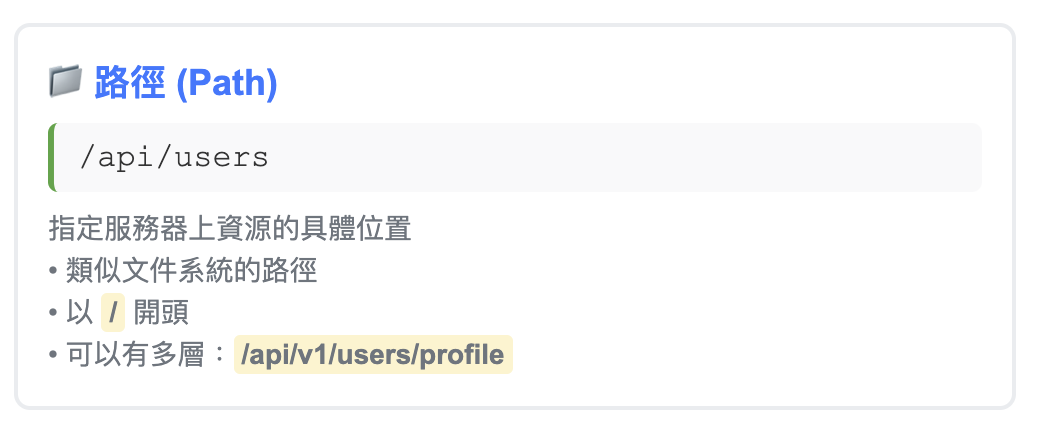 路徑 (Path)
/api/users
指定服務器上資源的具體位置
• 類似文件系統的路徑
• 以 / 開頭
• 可以有多層：/api/v1/users/profile